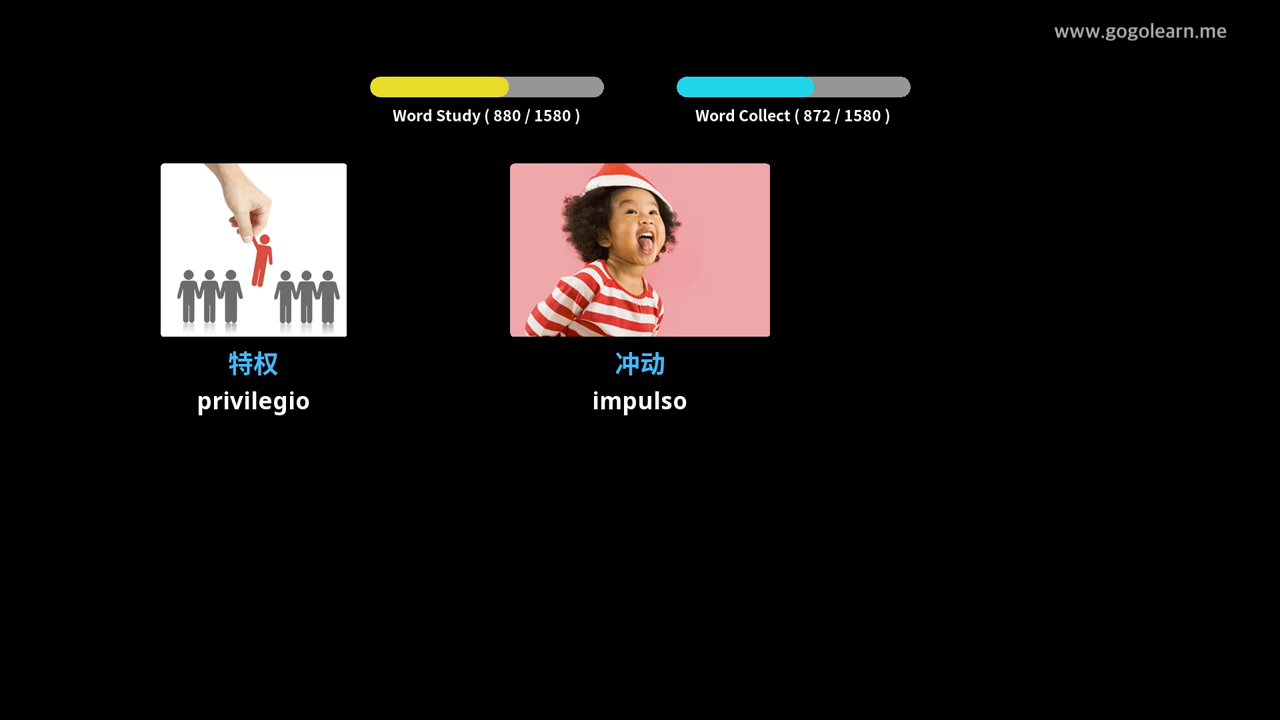 www.gogolearn.me
Word Study ( 880 / 1580 )
Word Collect ( 872 / 1580 )
特权
privilegio
冲动
impulso